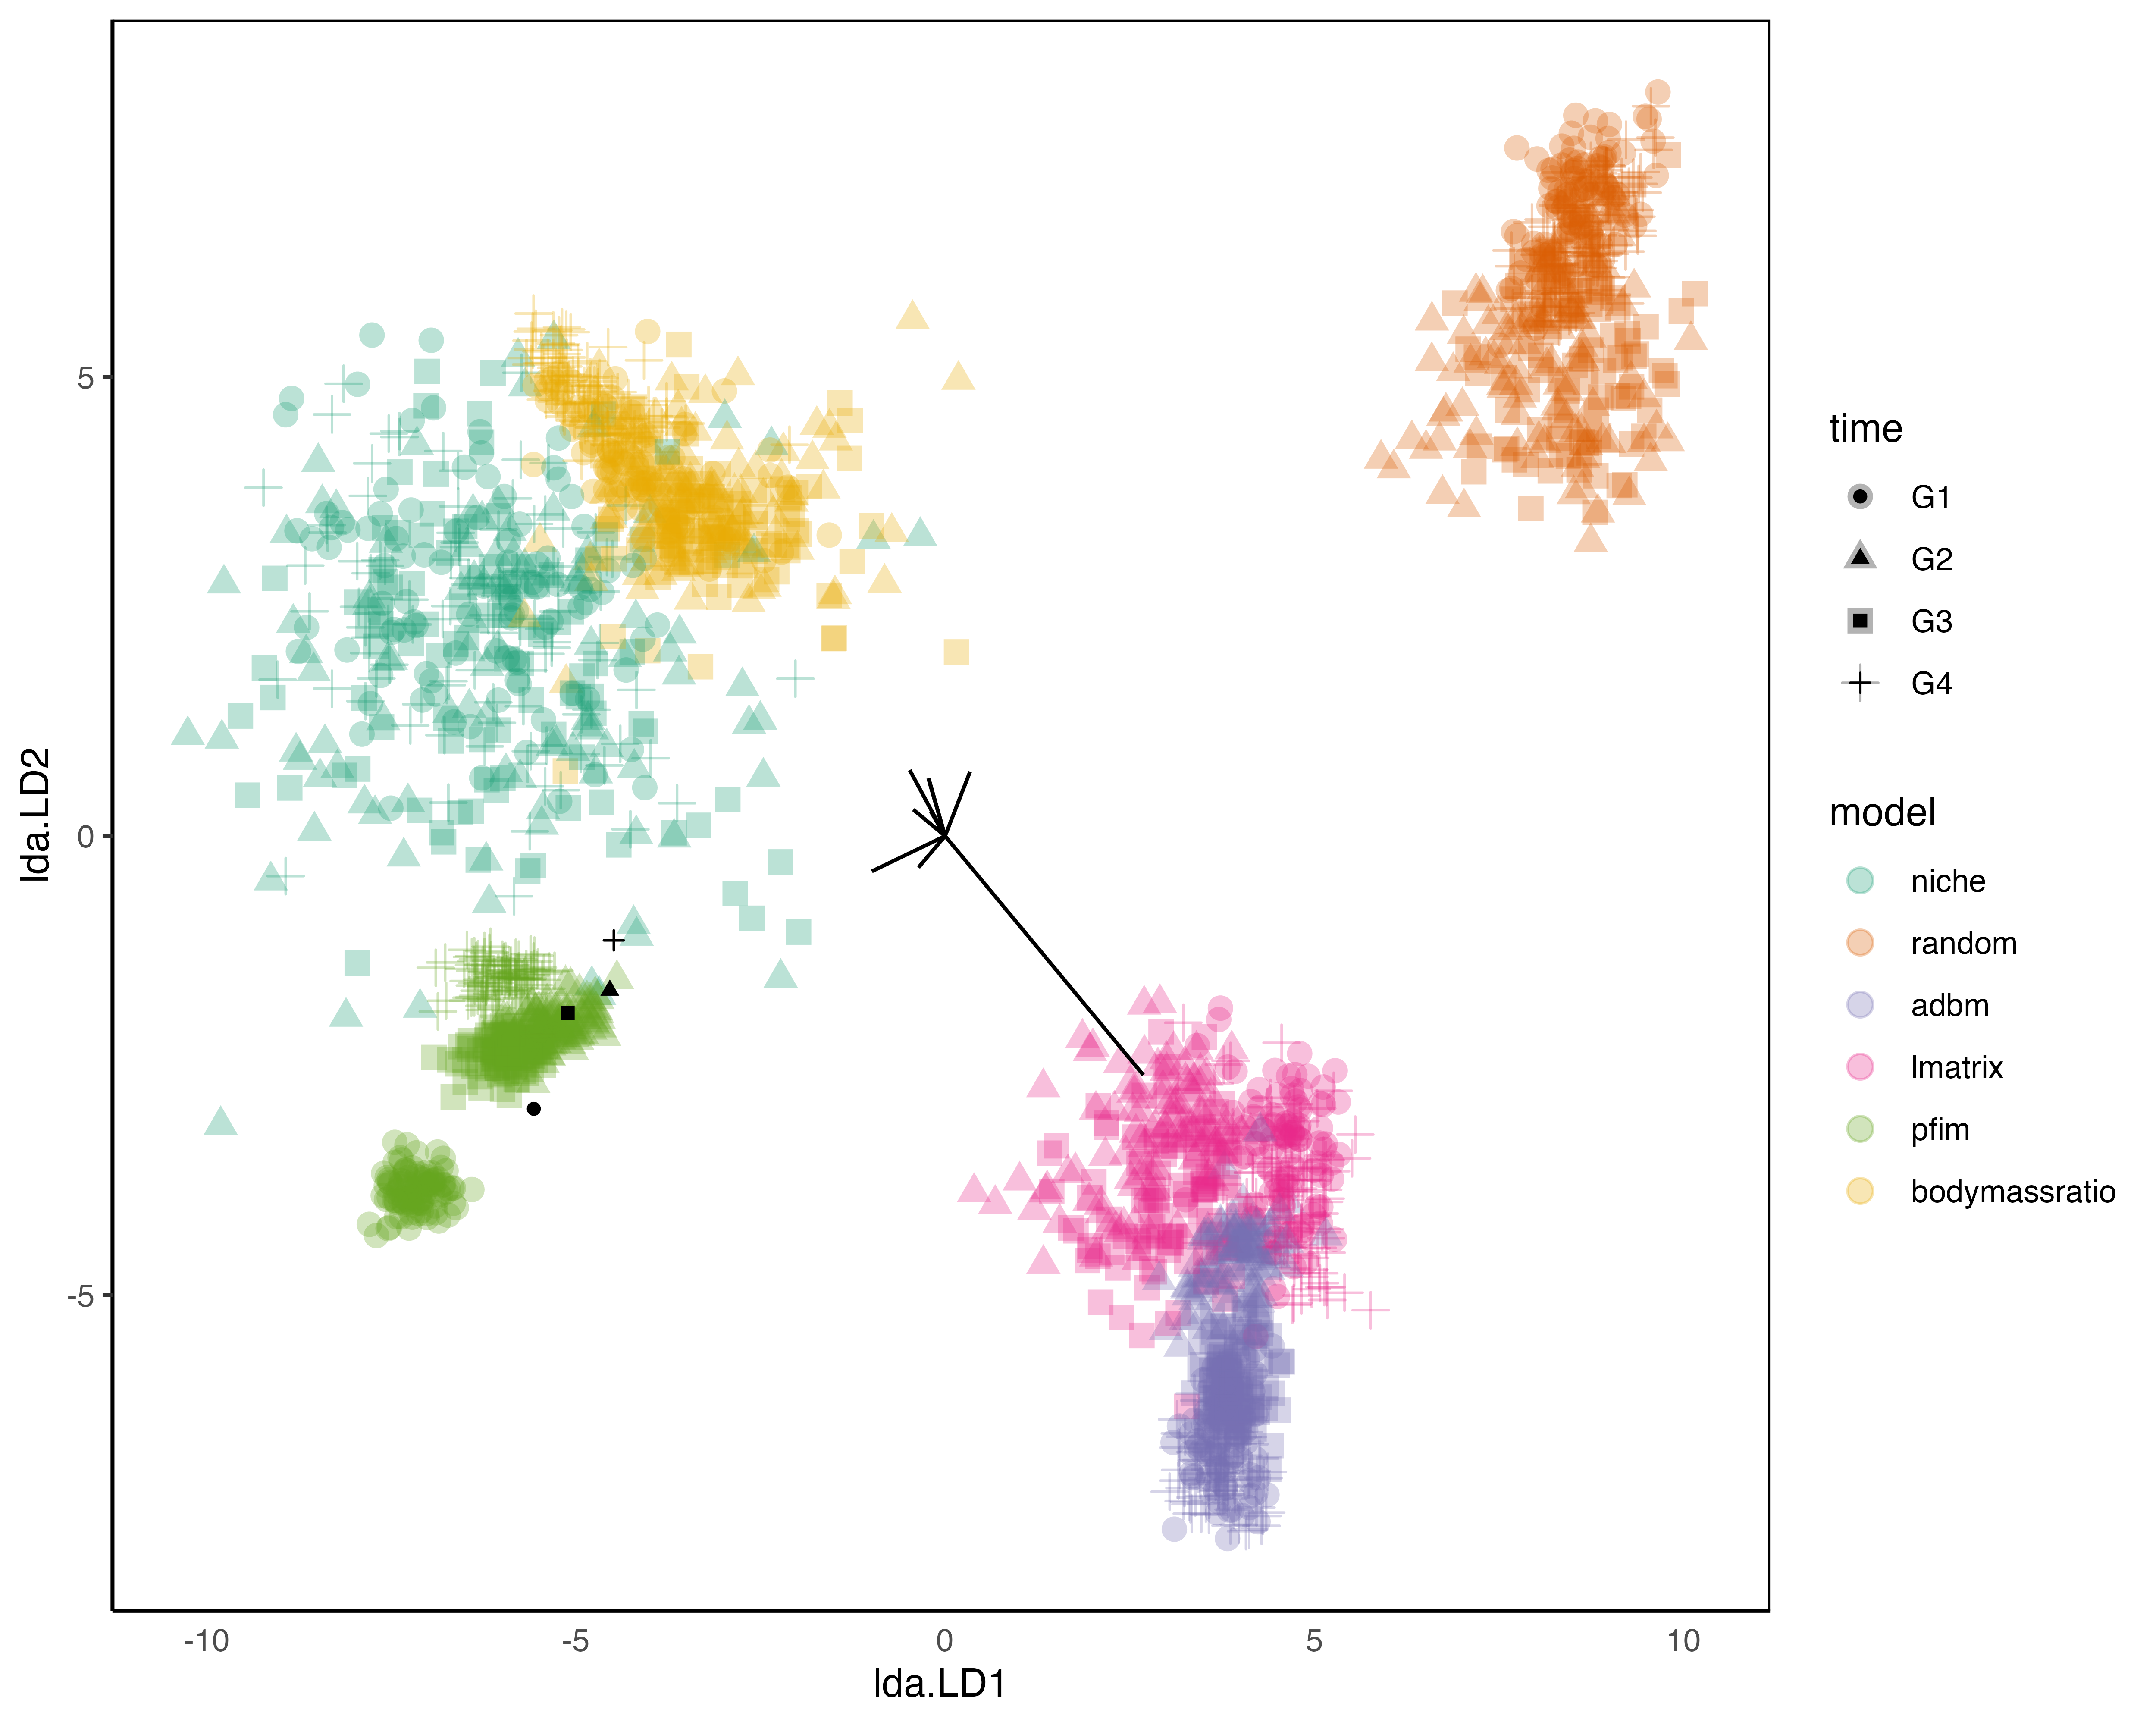 5
0
-5
-10
-5
0
5
10
lda.LD1
lda.LD2
time
G1
G2
G3
G4
model
niche
random
adbm
lmatrix
pfim
bodymassratio